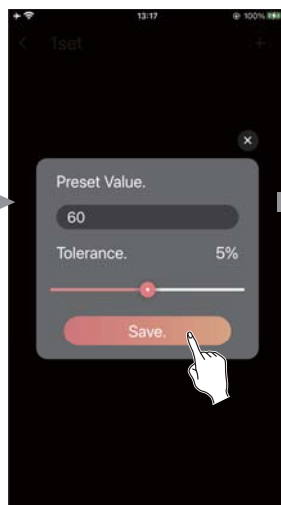 13:17 100%
1set +
Preset Value.
60
Tolerance. 5%
Save.